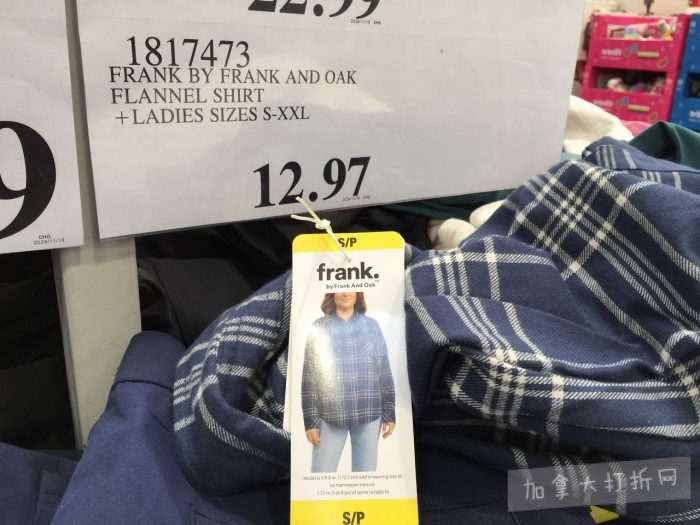 22.99
1817473
FRANK BY FRANK AND OAK
FLANNEL SHIRT
+LADIES SIZES S-XXL
12.97
9
S/P
frank.
by Frank And Oak
S/P
加拿大打折网